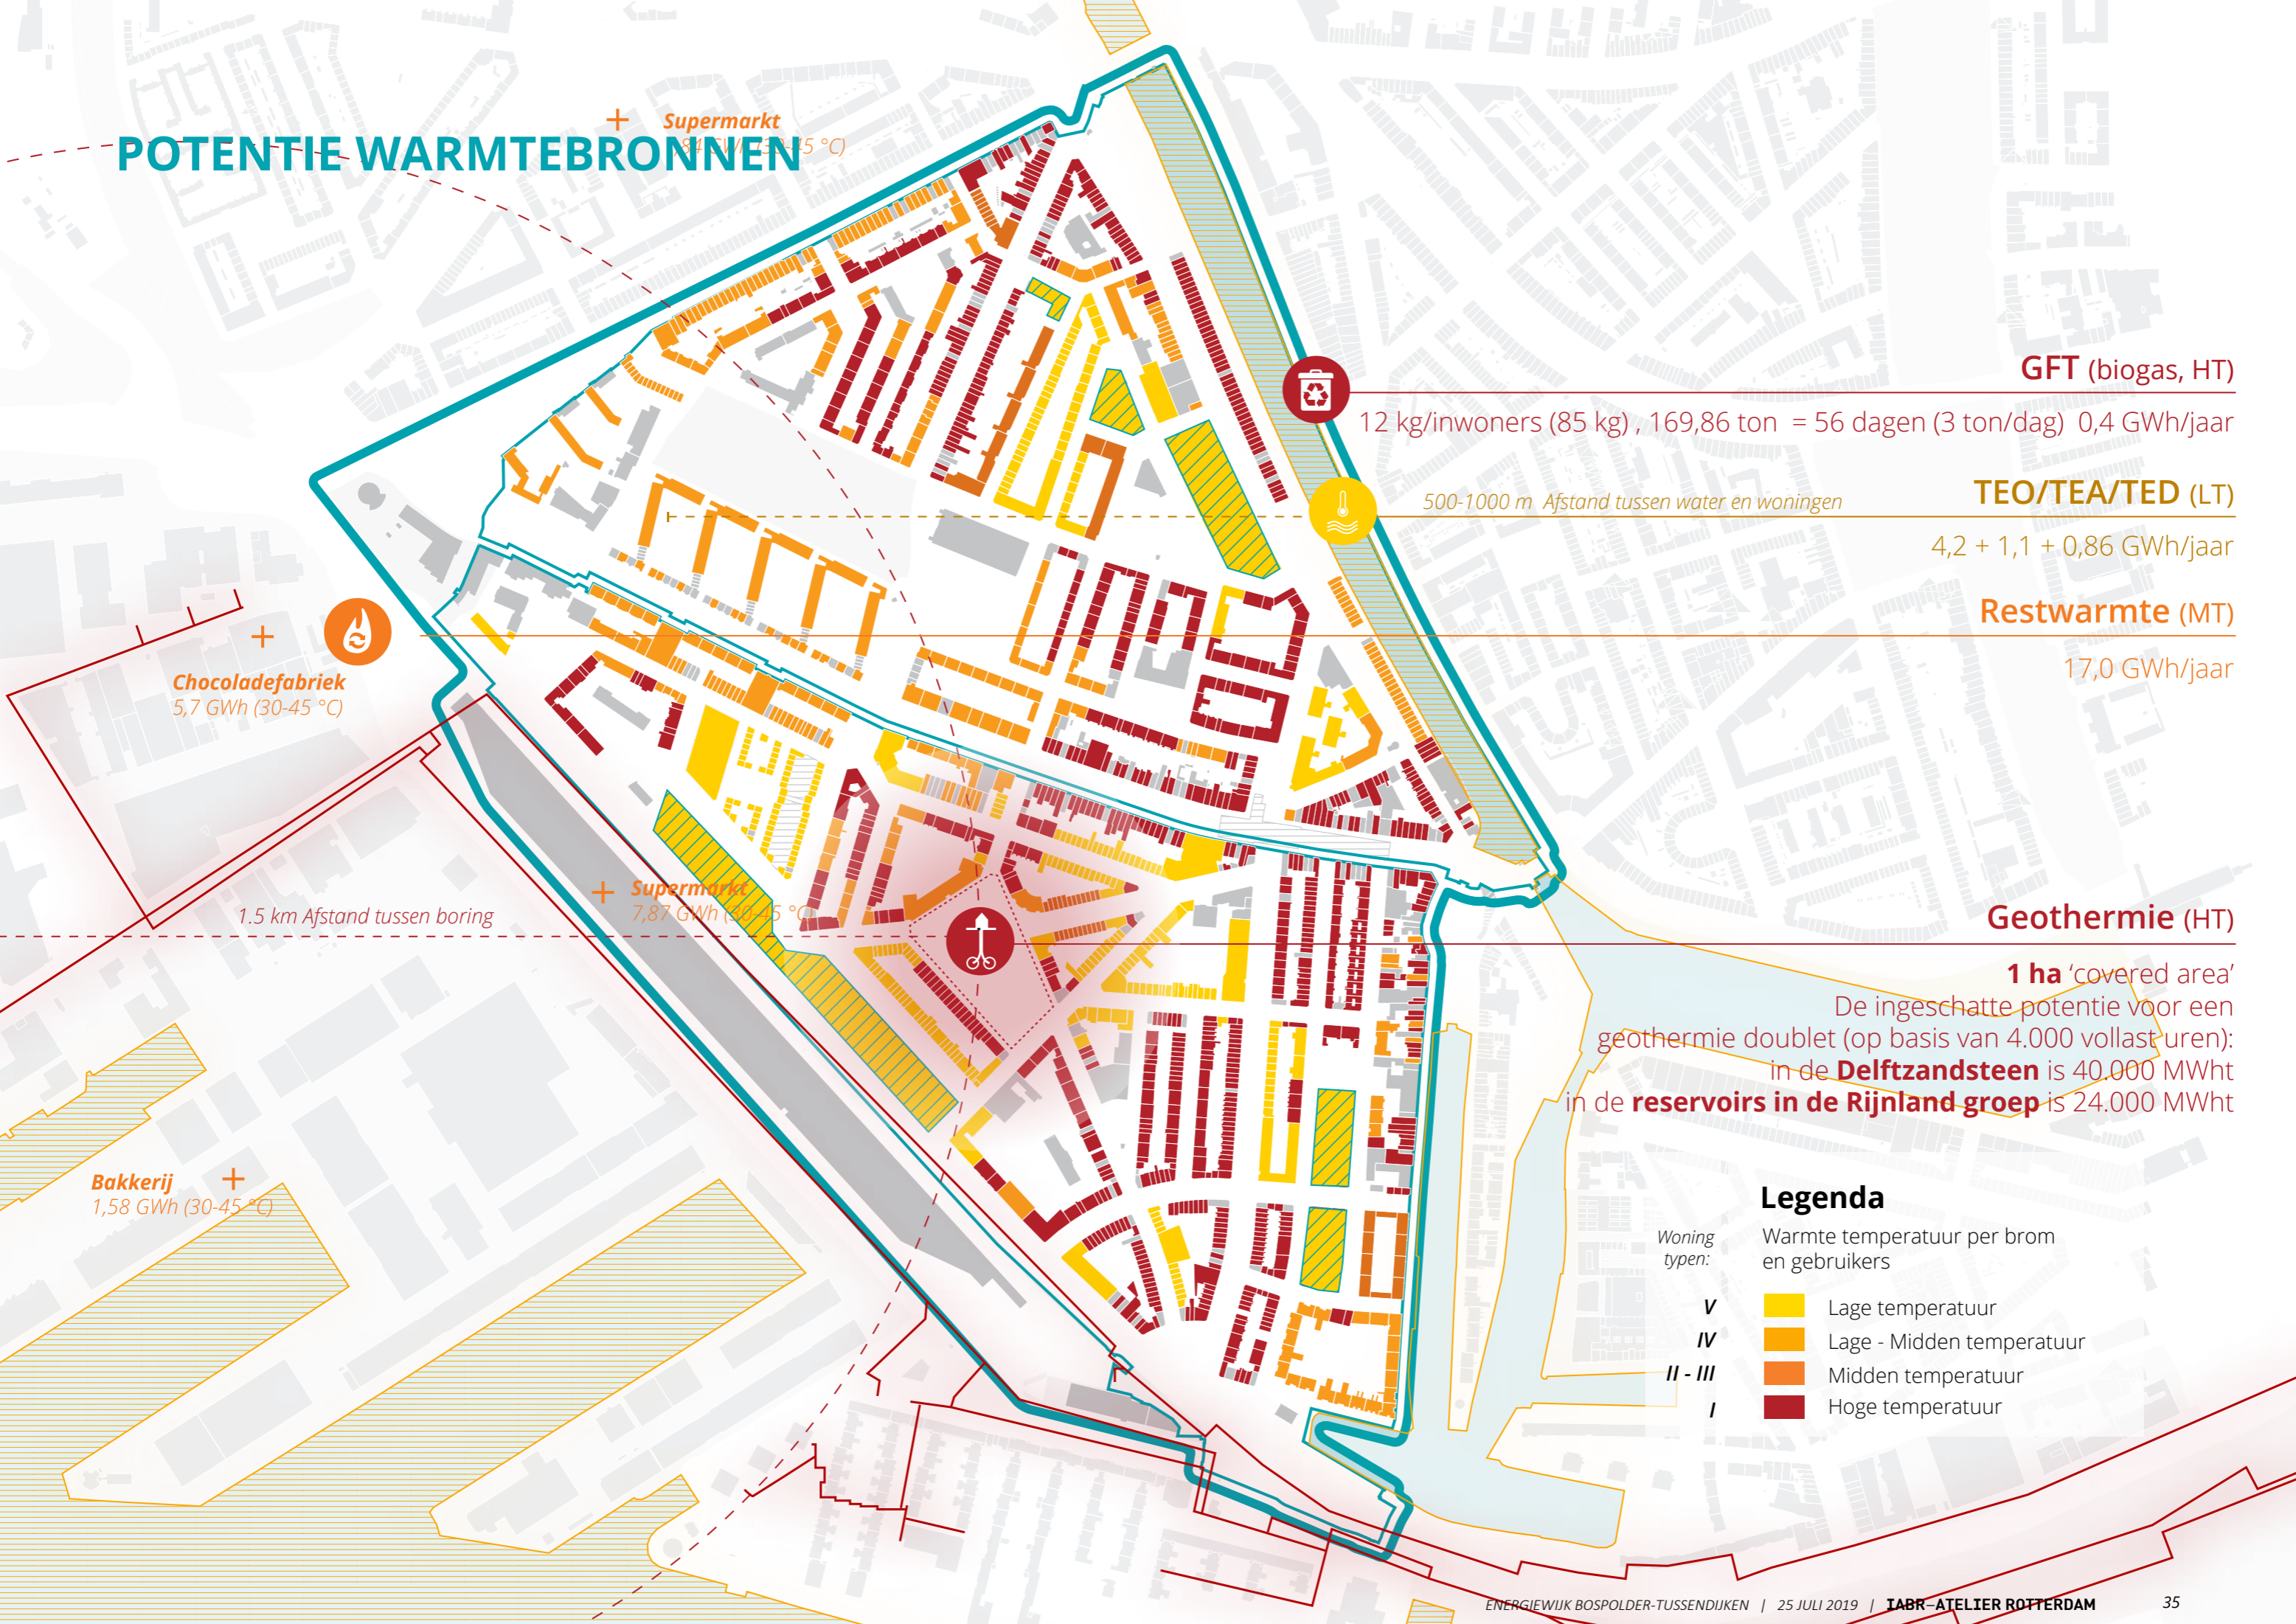 POTENTIE WARMTEBRONNEN
Supermarkt
GWh (30-45 °C)
GFT (biogas, HT)
12 kg/inwoners (85 kg) , 169,86 ton = 56 dagen (3 ton/dag) 0,4 GWh/jaar
500-1000 m Afstand tussen water en woningen
TEO/TEA/TED (LT)
4,2 + 1,1 + 0,86 GWh/jaar
Restwarmte (MT)
17,0 GWh/jaar
Chocoladefabriek
5,7 GWh (30-45 °C)
Supermarkt
7,87 GWh (30-45 °C)
1.5 km Afstand tussen boring
Geothermie (HT)
1 ha ‘covered area’
De ingeschatte potentie voor een
geothermie doublet (op basis van 4.000 vollast uren):
in de Delftzandsteen is 40.000 MWht
in de reservoirs in de Rijnland groep is 24.000 MWht
Bakkerij
1,58 GWh (30-45 °C)
Legenda
Woning
typen:
Warmte temperatuur per brom
en gebruikers
V Lage temperatuur
IV Lage - Midden temperatuur
II - III Midden temperatuur
I Hoge temperatuur
ENERGIEWIJK BOSPOLDER-TUSSENDIJKEN | 25 JULI 2019 | IABR–ATELIER ROTTERDAM 35